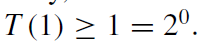 T(1) ≥ 1 = 2⁰.